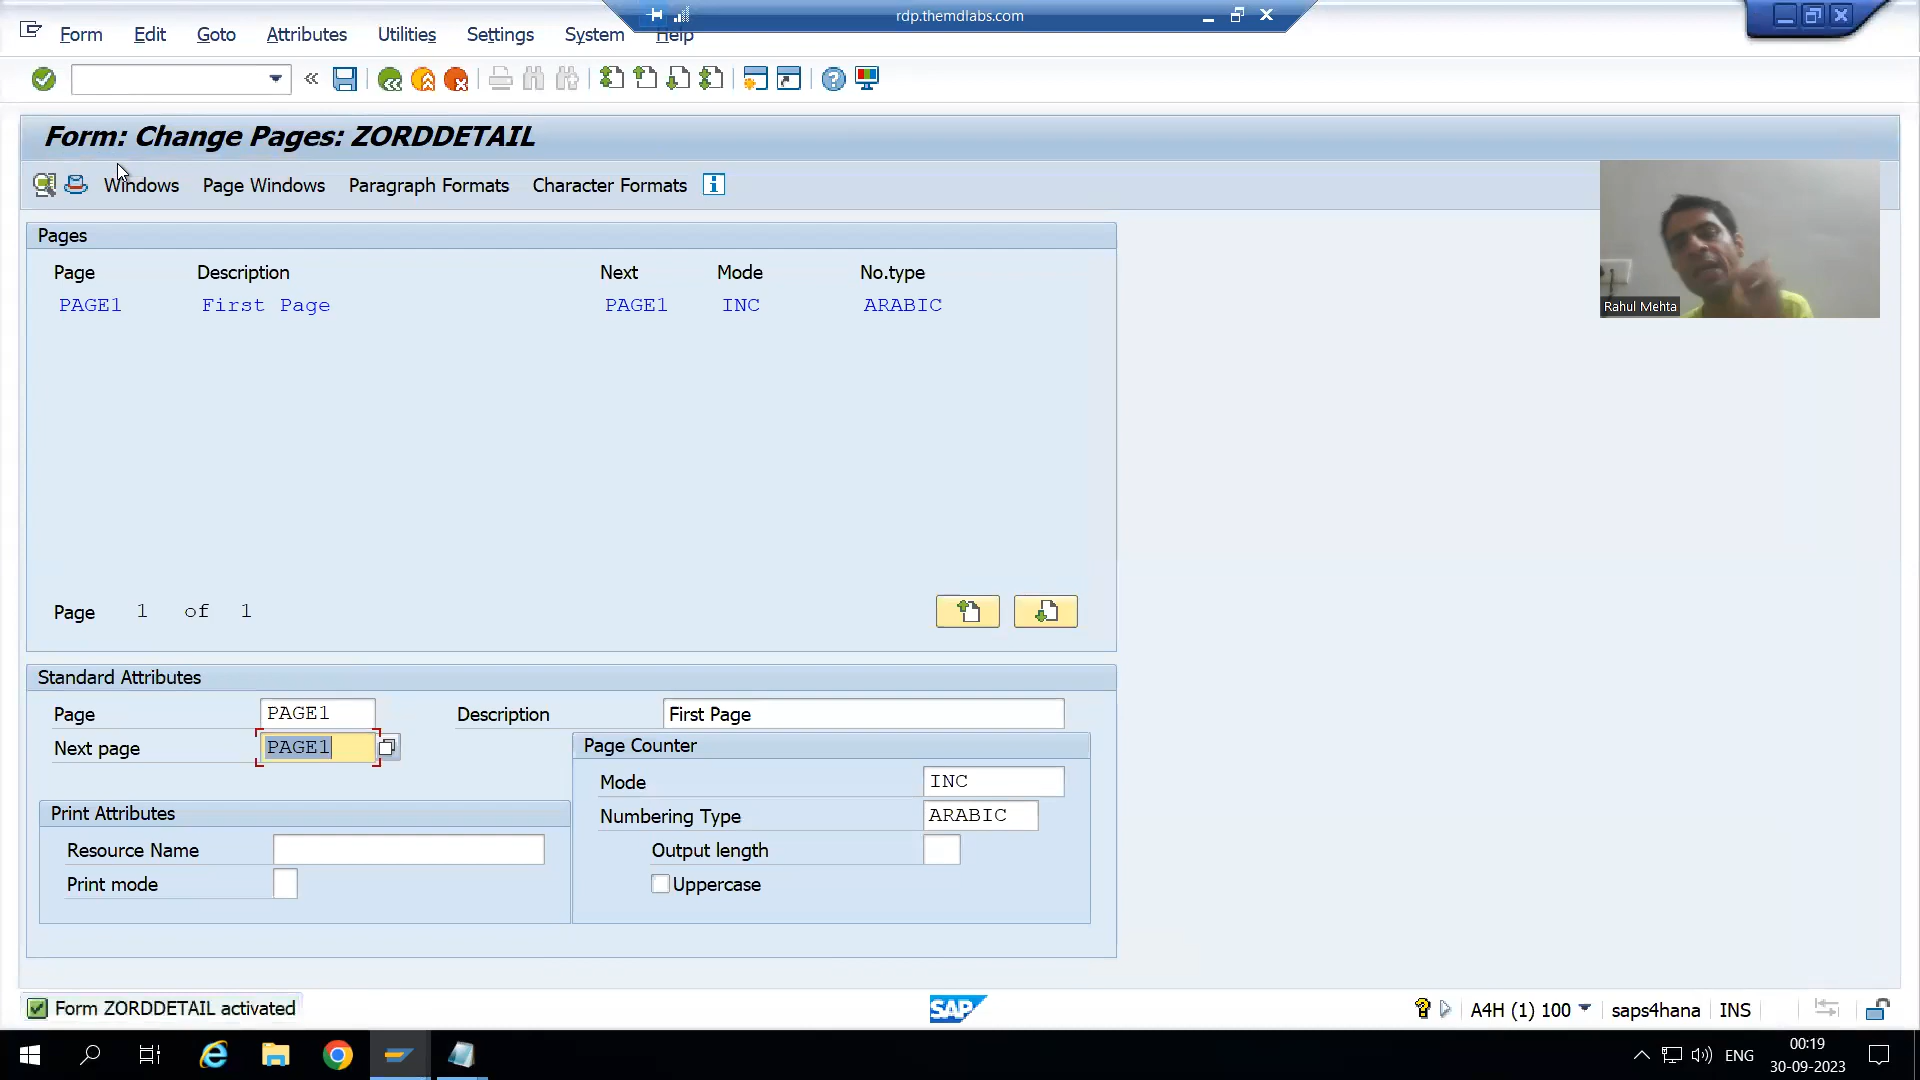 rdp.themdlabs.com
Form Edit Goto Attributes Utilities Settings System Help
Form: Change Pages: ZORDDETAIL
Windows Page Windows Paragraph Formats Character Formats
Rahul Mehta
Pages
Page Description Next Mode No.type
PAGE1 First Page PAGE1 INC ARABIC
Page 1 of 1
Standard Attributes
Page PAGE1 Description First Page
Next page PAGE1
Page Counter
Mode INC
Numbering Type ARABIC
Output length
Uppercase
Print Attributes
Resource Name
Print mode
Form ZORDDETAIL activated
SAP
A4H (1) 100 saps4hana INS
ENG
00:19
30-09-2023